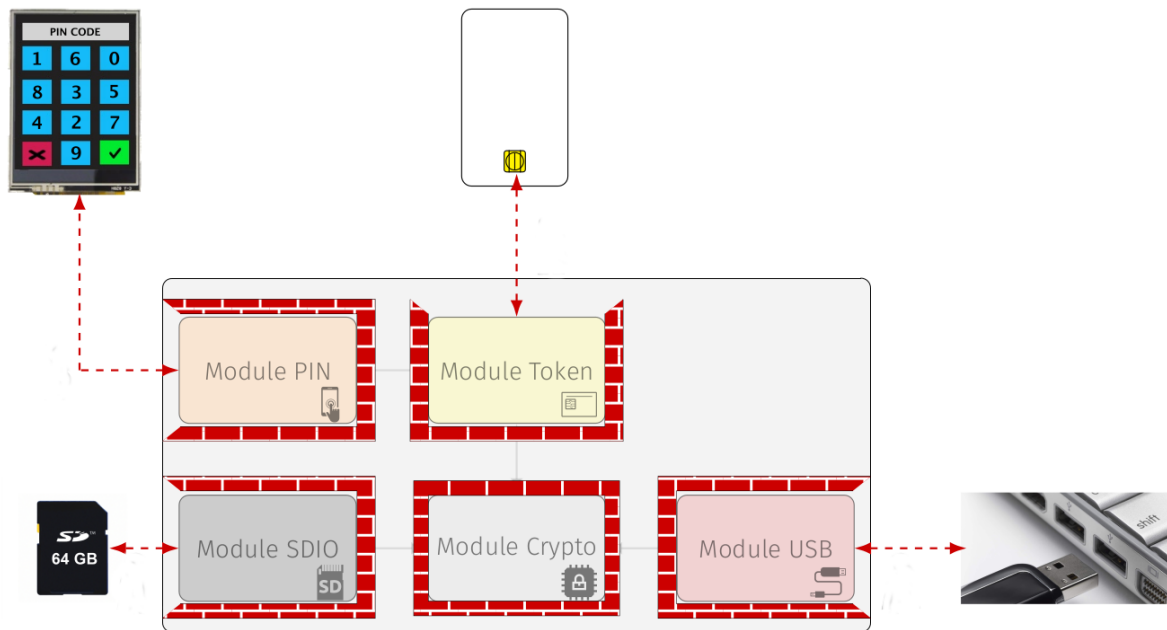 PIN CODE
1 6 0
8 3 5
4 2 7
9
Module PIN
Module Token
Module SDIO
SD
Module Crypto
Module USB
SD™
64 GB
shift